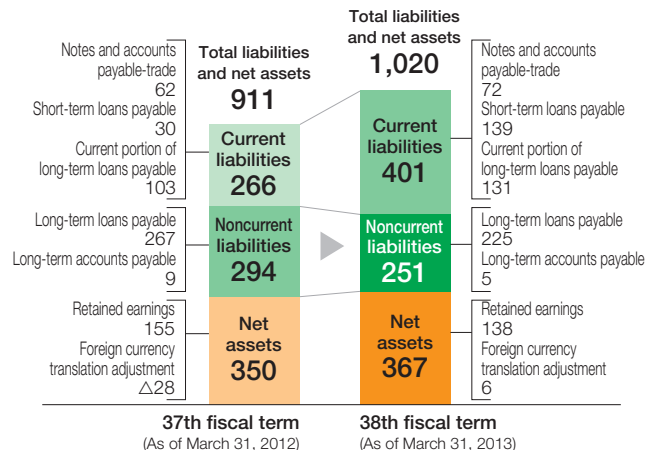 Notes and accounts
payable-trade
62
Short-term loans payable
30
Current portion of
long-term loans payable
103
Long-term loans payable
267
Long-term accounts payable
9
Retained earnings
155
Foreign currency
translation adjustment
△28
Total liabilities
and net assets
911
Current
liabilities
266
Noncurrent
liabilities
294
Net
assets
350
37th fiscal term
(As of March 31, 2012)
Total liabilities
and net assets
1,020
Current
liabilities
401
Noncurrent
liabilities
251
Net
assets
367
38th fiscal term
(As of March 31, 2013)
Notes and accounts
payable-trade
72
Short-term loans payable
139
Current portion of
long-term loans payable
131
Long-term loans payable
225
Long-term accounts payable
5
Retained earnings
138
Foreign currency
translation adjustment
6